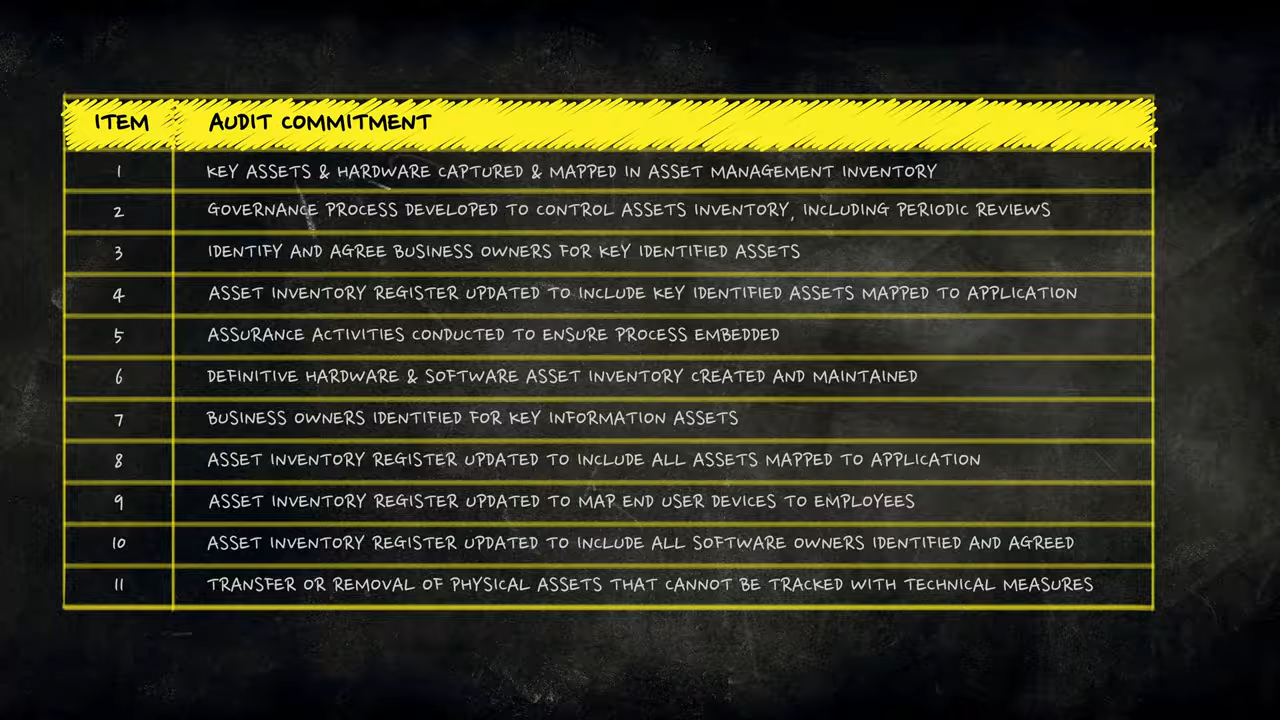 ITEM AUDIT COMMITMENT
1 KEY ASSETS & HARDWARE CAPTURED & MAPPED IN ASSET MANAGEMENT INVENTORY
2 GOVERNANCE PROCESS DEVELOPED TO CONTROL ASSETS INVENTORY, INCLUDING PERIODIC REVIEWS
3 IDENTIFY AND AGREE BUSINESS OWNERS FOR KEY IDENTIFIED ASSETS
4 ASSET INVENTORY REGISTER UPDATED TO INCLUDE KEY IDENTIFIED ASSETS MAPPED TO APPLICATION
5 ASSURANCE ACTIVITIES CONDUCTED TO ENSURE PROCESS EMBEDDED
6 DEFINITIVE HARDWARE & SOFTWARE ASSET INVENTORY CREATED AND MAINTAINED
7 BUSINESS OWNERS IDENTIFIED FOR KEY INFORMATION ASSETS
8 ASSET INVENTORY REGISTER UPDATED TO INCLUDE ALL ASSETS MAPPED TO APPLICATION
9 ASSET INVENTORY REGISTER UPDATED TO MAP END USER DEVICES TO EMPLOYEES
10 ASSET INVENTORY REGISTER UPDATED TO INCLUDE ALL SOFTWARE OWNERS IDENTIFIED AND AGREED
11 TRANSFER OR REMOVAL OF PHYSICAL ASSETS THAT CANNOT BE TRACKED WITH TECHNICAL MEASURES